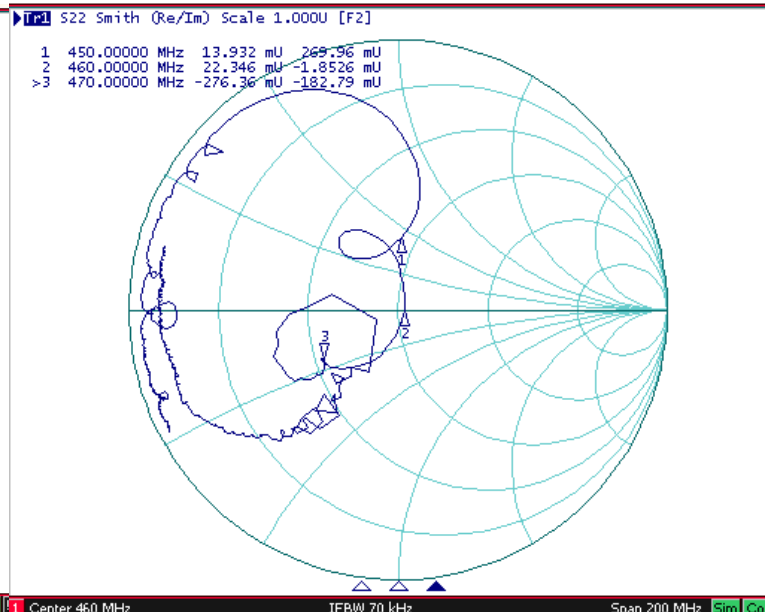 Tr1 S22 Smith (Re/Im) Scale 1.000U [F2]
1 450.00000 MHz 13.932 mU 269.96 mU
2 460.00000 MHz 22.346 mU -1.8526 mU
>3 470.00000 MHz -276.36 mU -182.79 mU
1
3
2
1 Center 460 MHz IFBW 70 kHz Span 200 MHz Sim